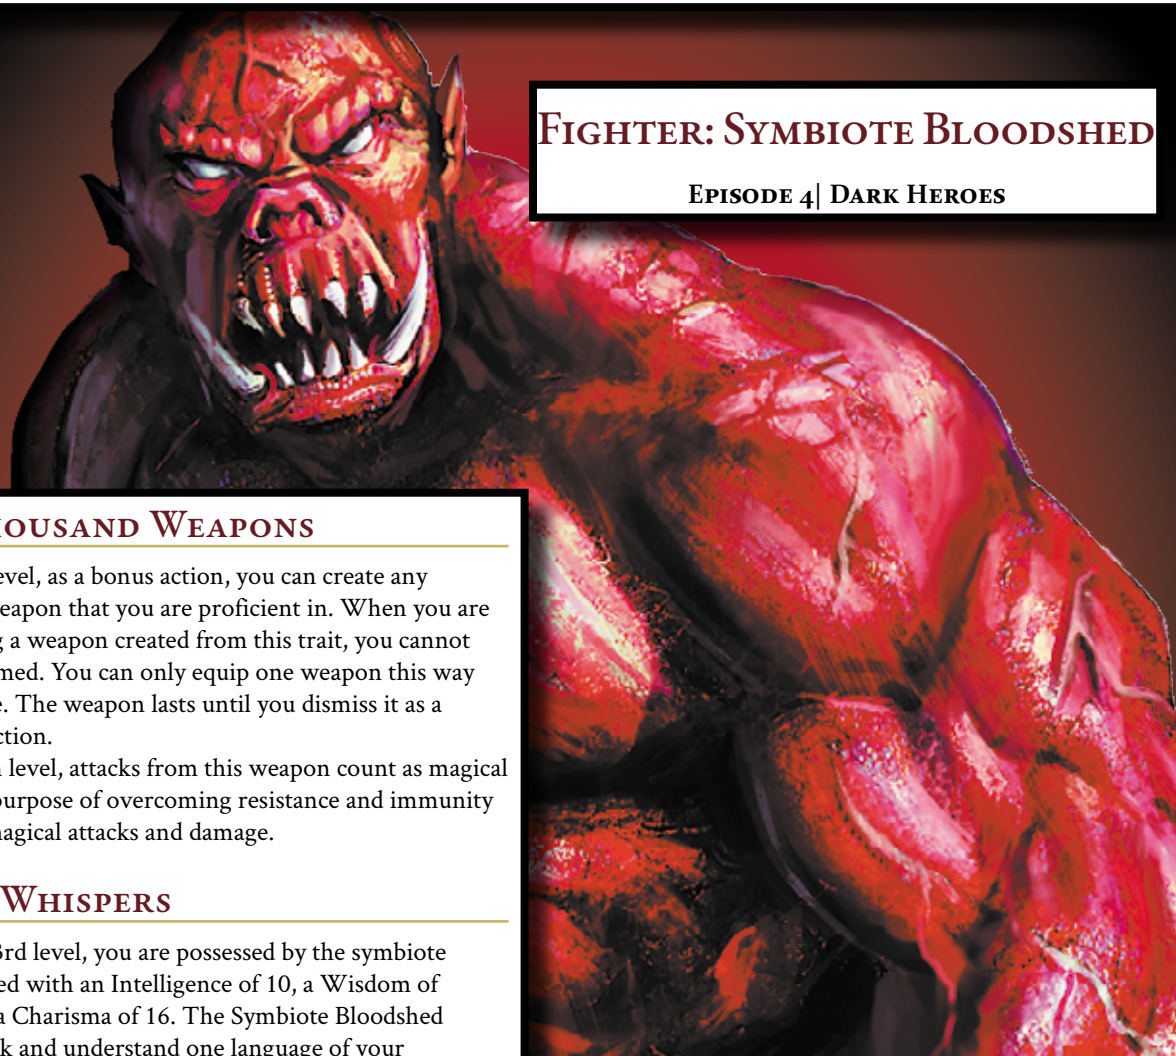 Fighter: Symbiote Bloodshed
Episode 4| Dark Heroes
housand Weapons
evel, as a bonus action, you can create any
eapon that you are proficient in. When you are
g a weapon created from this trait, you cannot
med. You can only equip one weapon this way
e. The weapon lasts until you dismiss it as a
ction.
h level, attacks from this weapon count as magical
purpose of overcoming resistance and immunity
nagical attacks and damage.
Whispers
3rd level, you are possessed by the symbiote
ed with an Intelligence of 10, a Wisdom of
a Charisma of 16. The Symbiote Bloodshed
k and understand one language of your